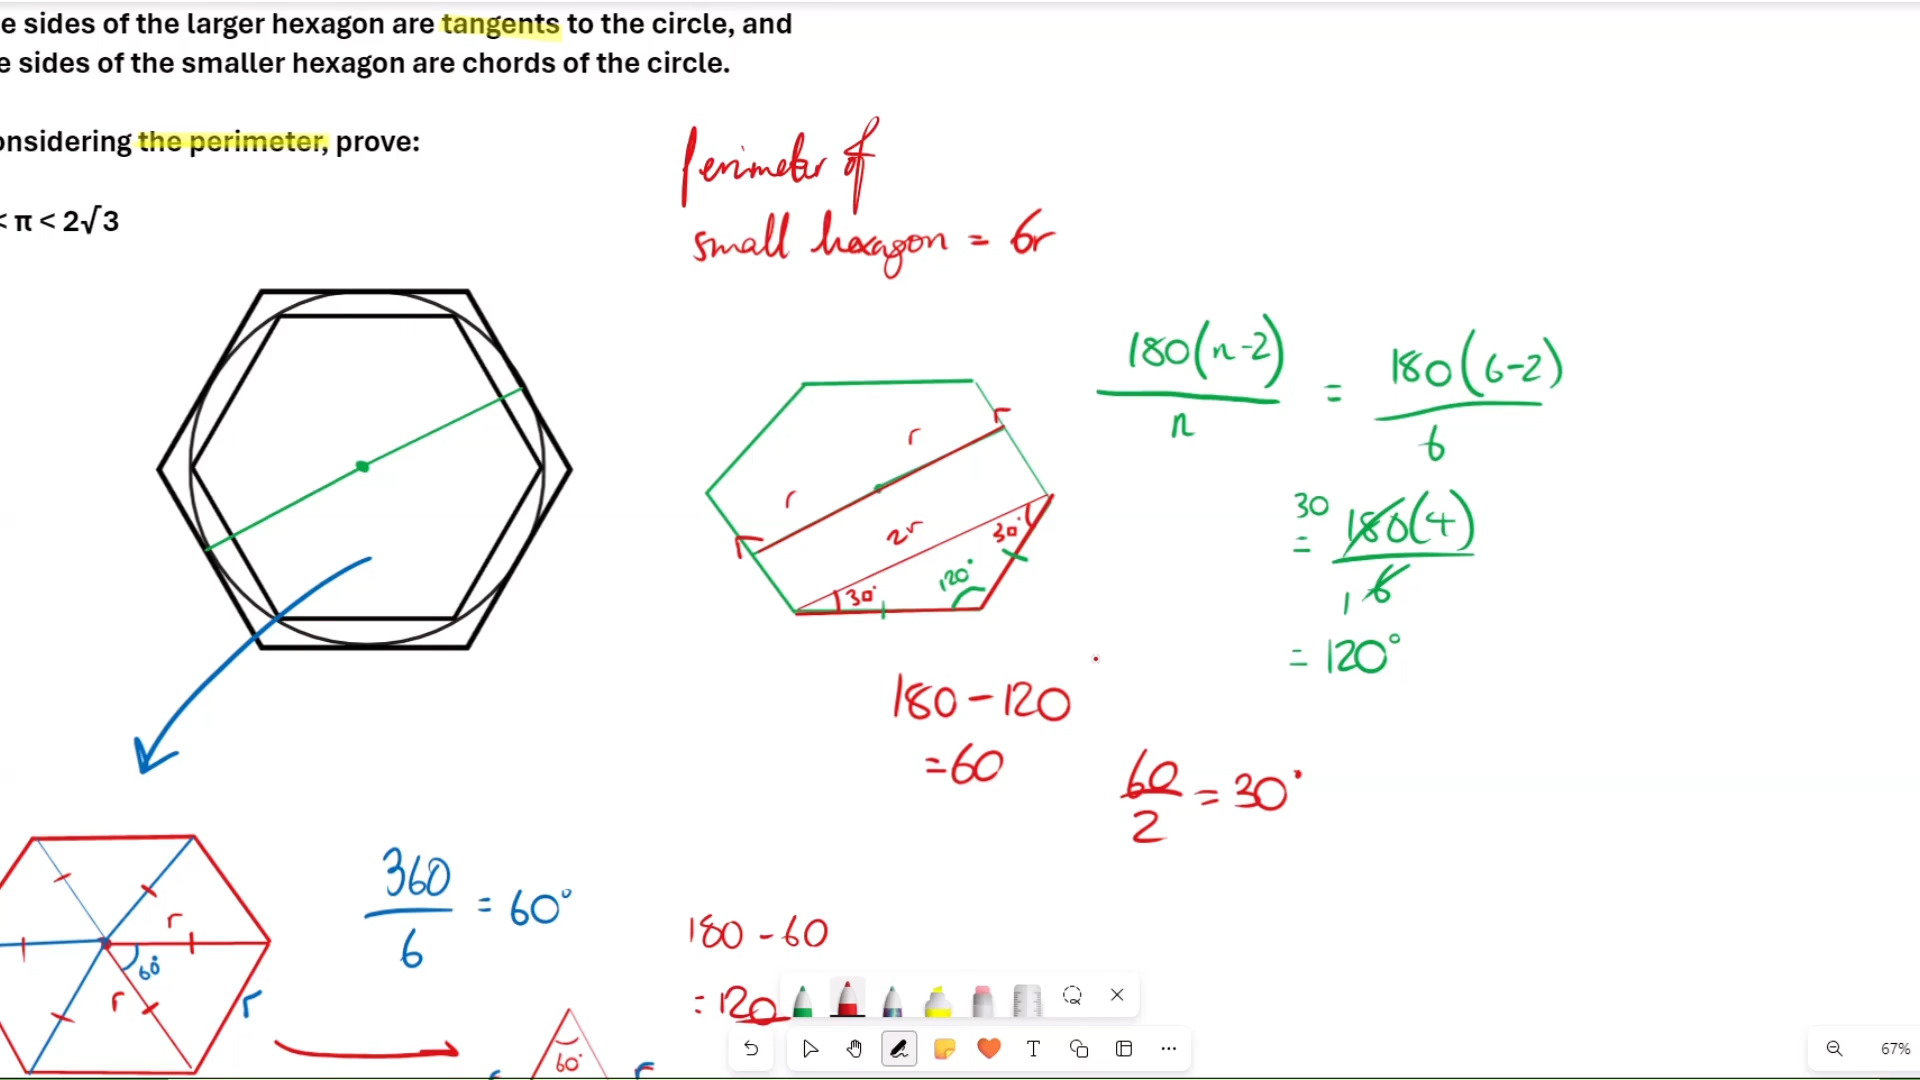 e sides of the larger hexagon are tangents to the circle, and
e sides of the smaller hexagon are chords of the circle.
onsidering the perimeter, prove:
< π < 2√3
Perimeter of
small hexagon = 6r
180(n-2)
n
=
180(6-2)
6
30
= 180(4)
1 6
= 120°
r
r
2r
30°
120°
30°
180 - 120
= 60
60
2
= 30°
360
6
= 60°
r
60°
r
r
180 - 60
= 120
60°
r
T
67%